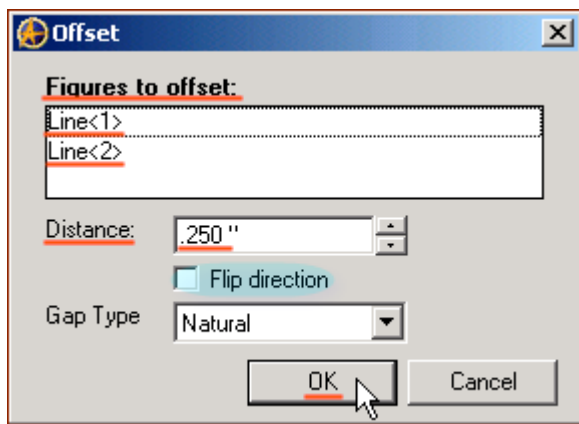 Offset
Figures to offset:
Line<1>
Line<2>
Distance:
.250 "
Flip direction
Gap Type
Natural
OK
Cancel